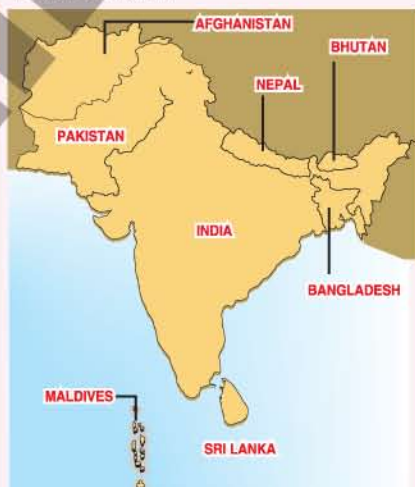 AFGHANISTAN
BHUTAN
NEPAL
PAKISTAN
INDIA
BANGLADESH
MALDIVES
SRI LANKA